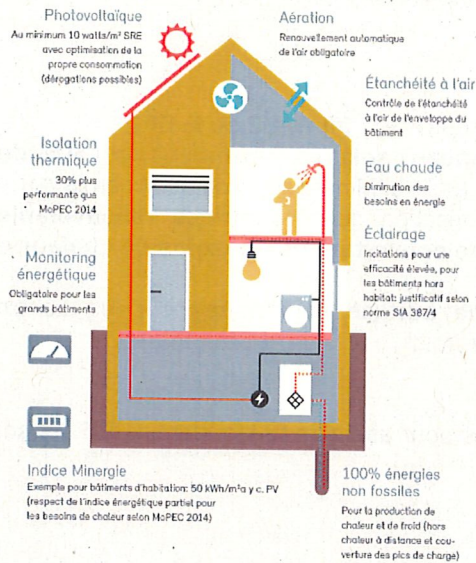 Photovoltaïque
Au minimum 10 watts/m² SRE
avec optimisation de la
propre consommation
(dérogations possibles)
Aération
Renouvellement automatique
de l'air obligatoire
Étanchéité à l'air
Contrôle de l'étanchéité
à l'air de l'enveloppe du
bâtiment
Isolation
thermique
30% plus
performante que
MoPEC 2014
Eau chaude
Diminution des
besoins en énergie
Éclairage
Incitations pour une
efficacité élevée, pour
les bâtiments hors
habitat: justificatif selon
norme SIA 387/4
Monitoring
énergétique
Obligatoire pour les
grands bâtiments
Indice Minergie
Exemple pour bâtiments d'habitation: 50 kWh/m²a y c. PV
(respect de l'indice énergétique partiel pour
les besoins de chaleur selon MoPEC 2014)
100% énergies
non fossiles
Pour la production de
chaleur et de froid (hors
chaleur à distance et cou-
verture des pics de charge)